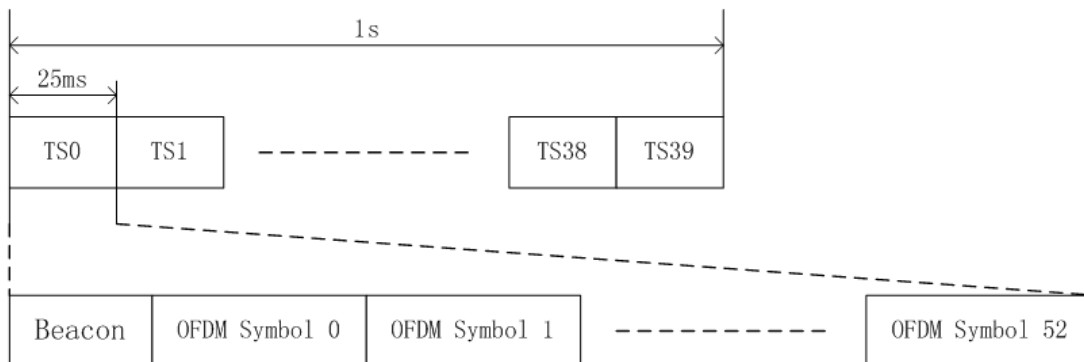 1s
25ms
TS0 TS1 TS38 TS39
Beacon OFDM Symbol 0 OFDM Symbol 1 OFDM Symbol 52